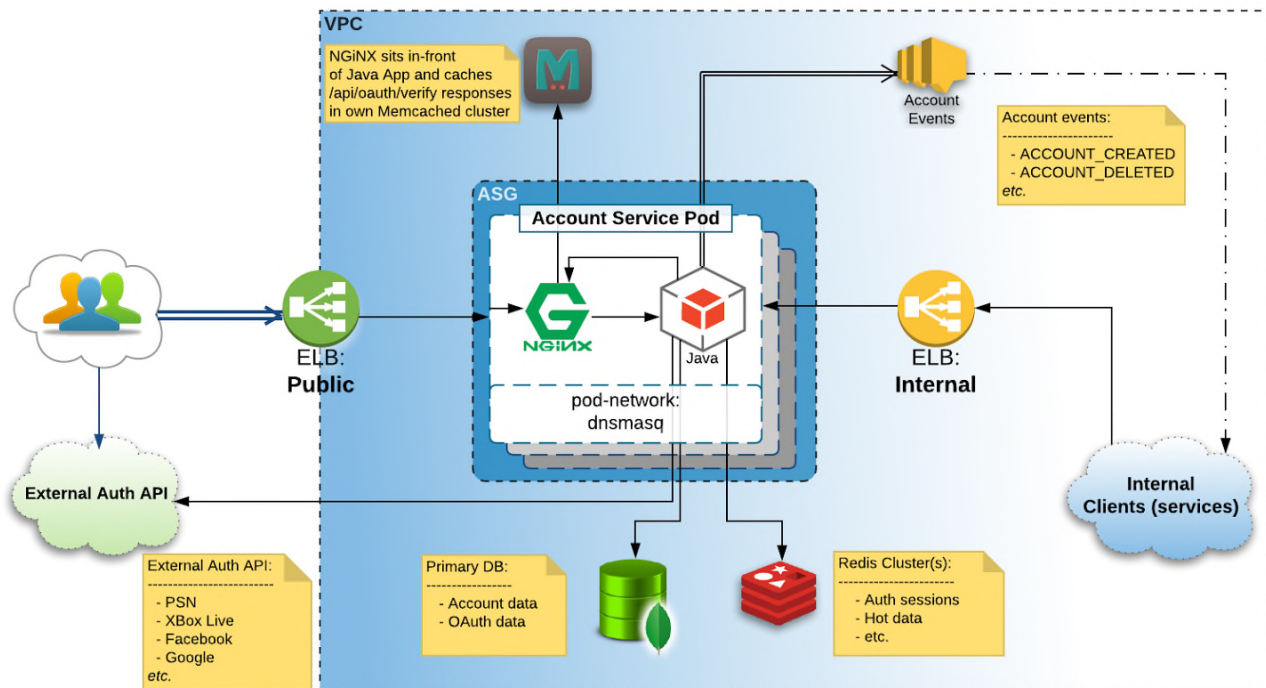 VPC
NGiNX sits in-front
of Java App and caches
/api/oauth/verify responses
in own Memcached cluster
M
Account
Events
Account events:
----------------------
- ACCOUNT_CREATED
- ACCOUNT_DELETED
etc.
ASG
Account Service Pod
G
NGiNX
Java
pod-network:
dnsmasq
ELB:
Public
ELB:
Internal
External Auth API
Internal
Clients (services)
External Auth API:
-------------------------
- PSN
- XBox Live
- Facebook
- Google
etc.
Primary DB:
-----------------
- Account data
- OAuth data
Redis Cluster(s):
------------------------
- Auth sessions
- Hot data
- etc.